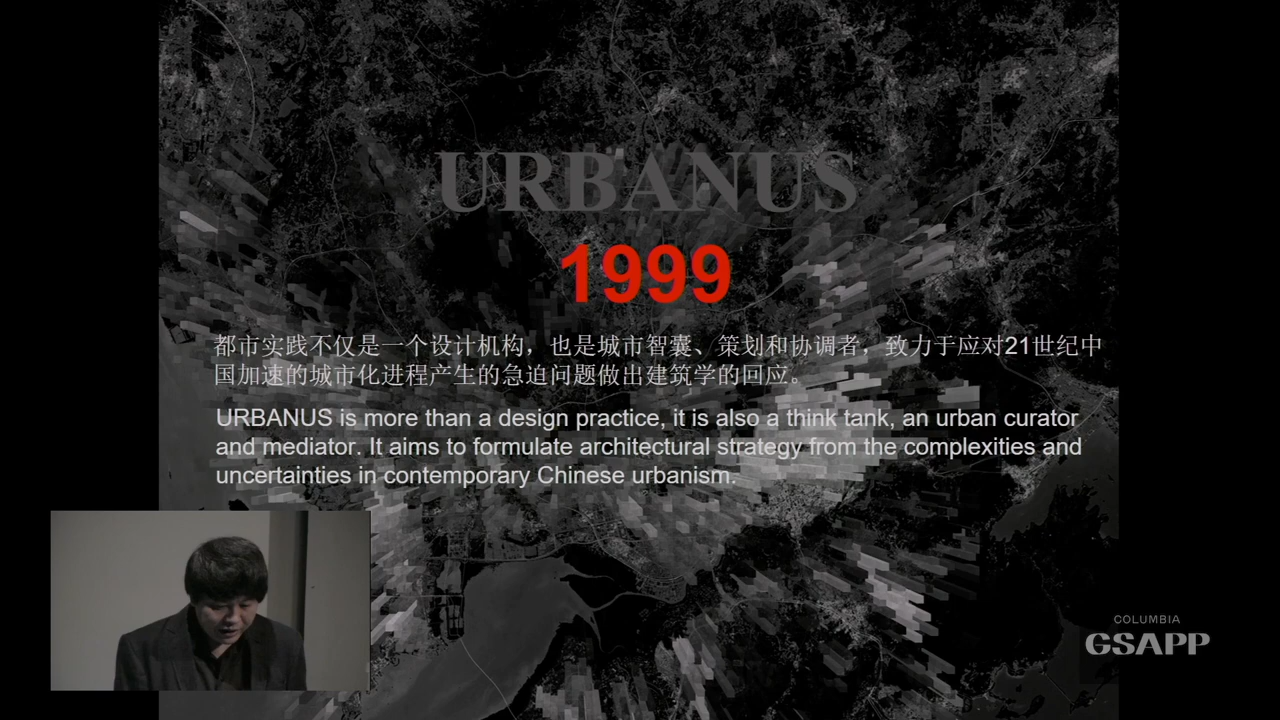 URBANUS
1999
都市实践不仅是一个设计机构，也是城市智囊、策划和协调者，致力于应对21世纪中
国加速的城市化进程产生的急迫问题做出建筑学的回应。
URBANUS is more than a design practice, it is also a think tank, an urban curator
and mediator. It aims to formulate architectural strategy from the complexities and
uncertainties in contemporary Chinese urbanism.
COLUMBIA
GSAPP